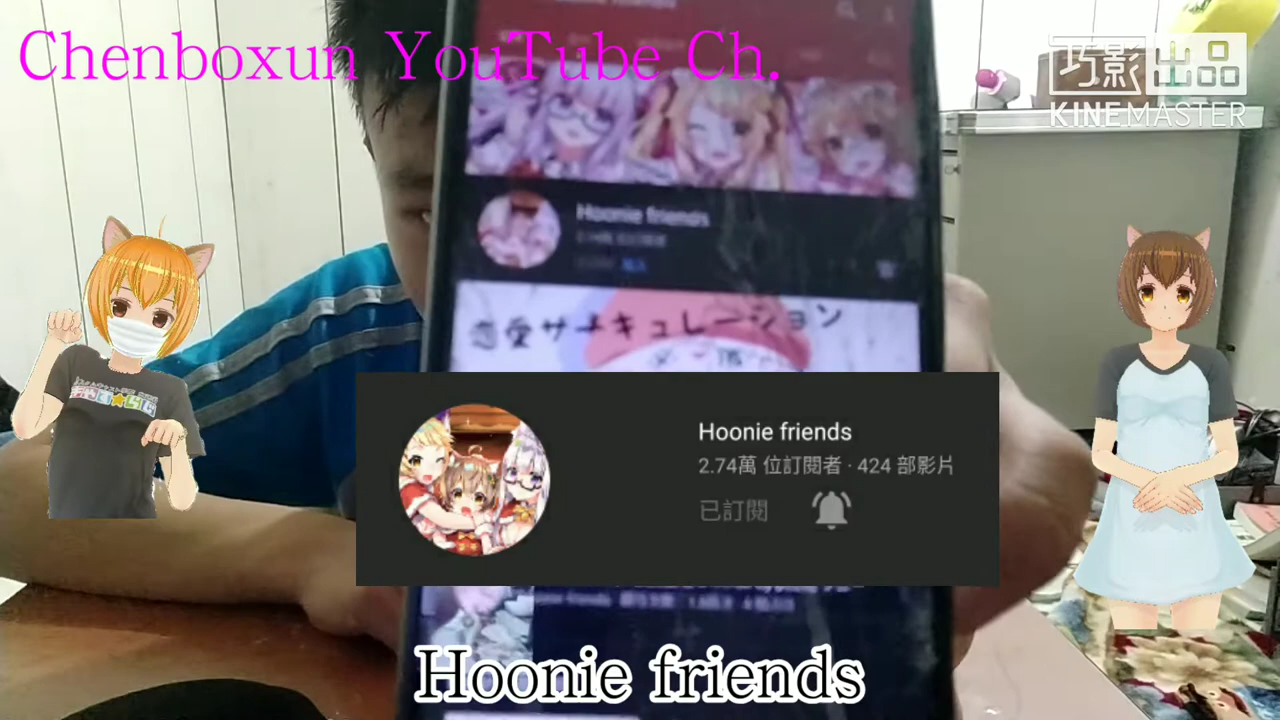 Chenboxun YouTube Ch.
巧影出品
KINEMASTER
Hoonie friends
恋愛サーキュレーション
Hoonie friends
2.74萬 位訂閱者 · 424 部影片
已訂閱
Hoonie friends